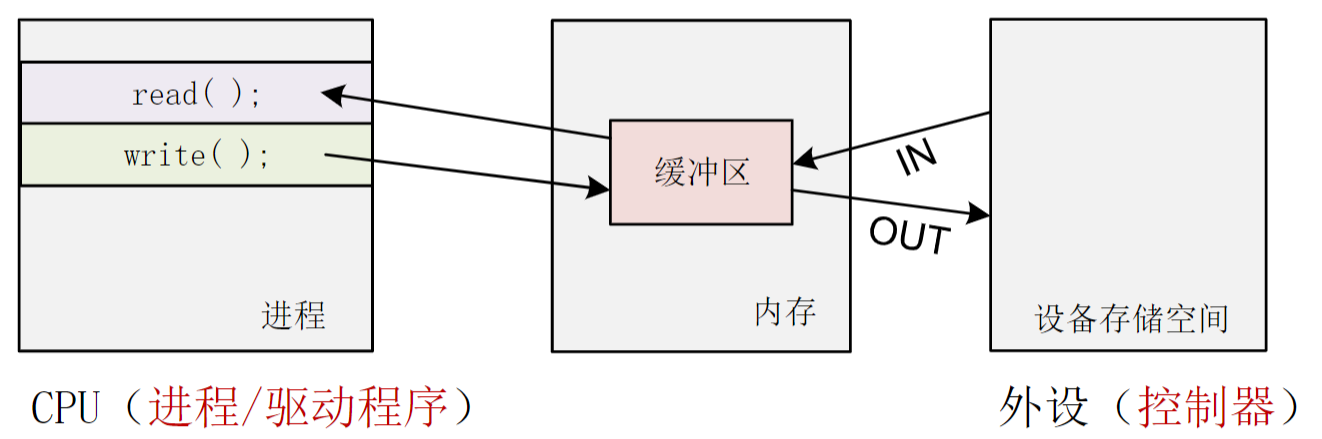 read( );
write( );
缓冲区
IN
OUT
进程
内存
设备存储空间
CPU（进程/驱动程序）
外设（控制器）